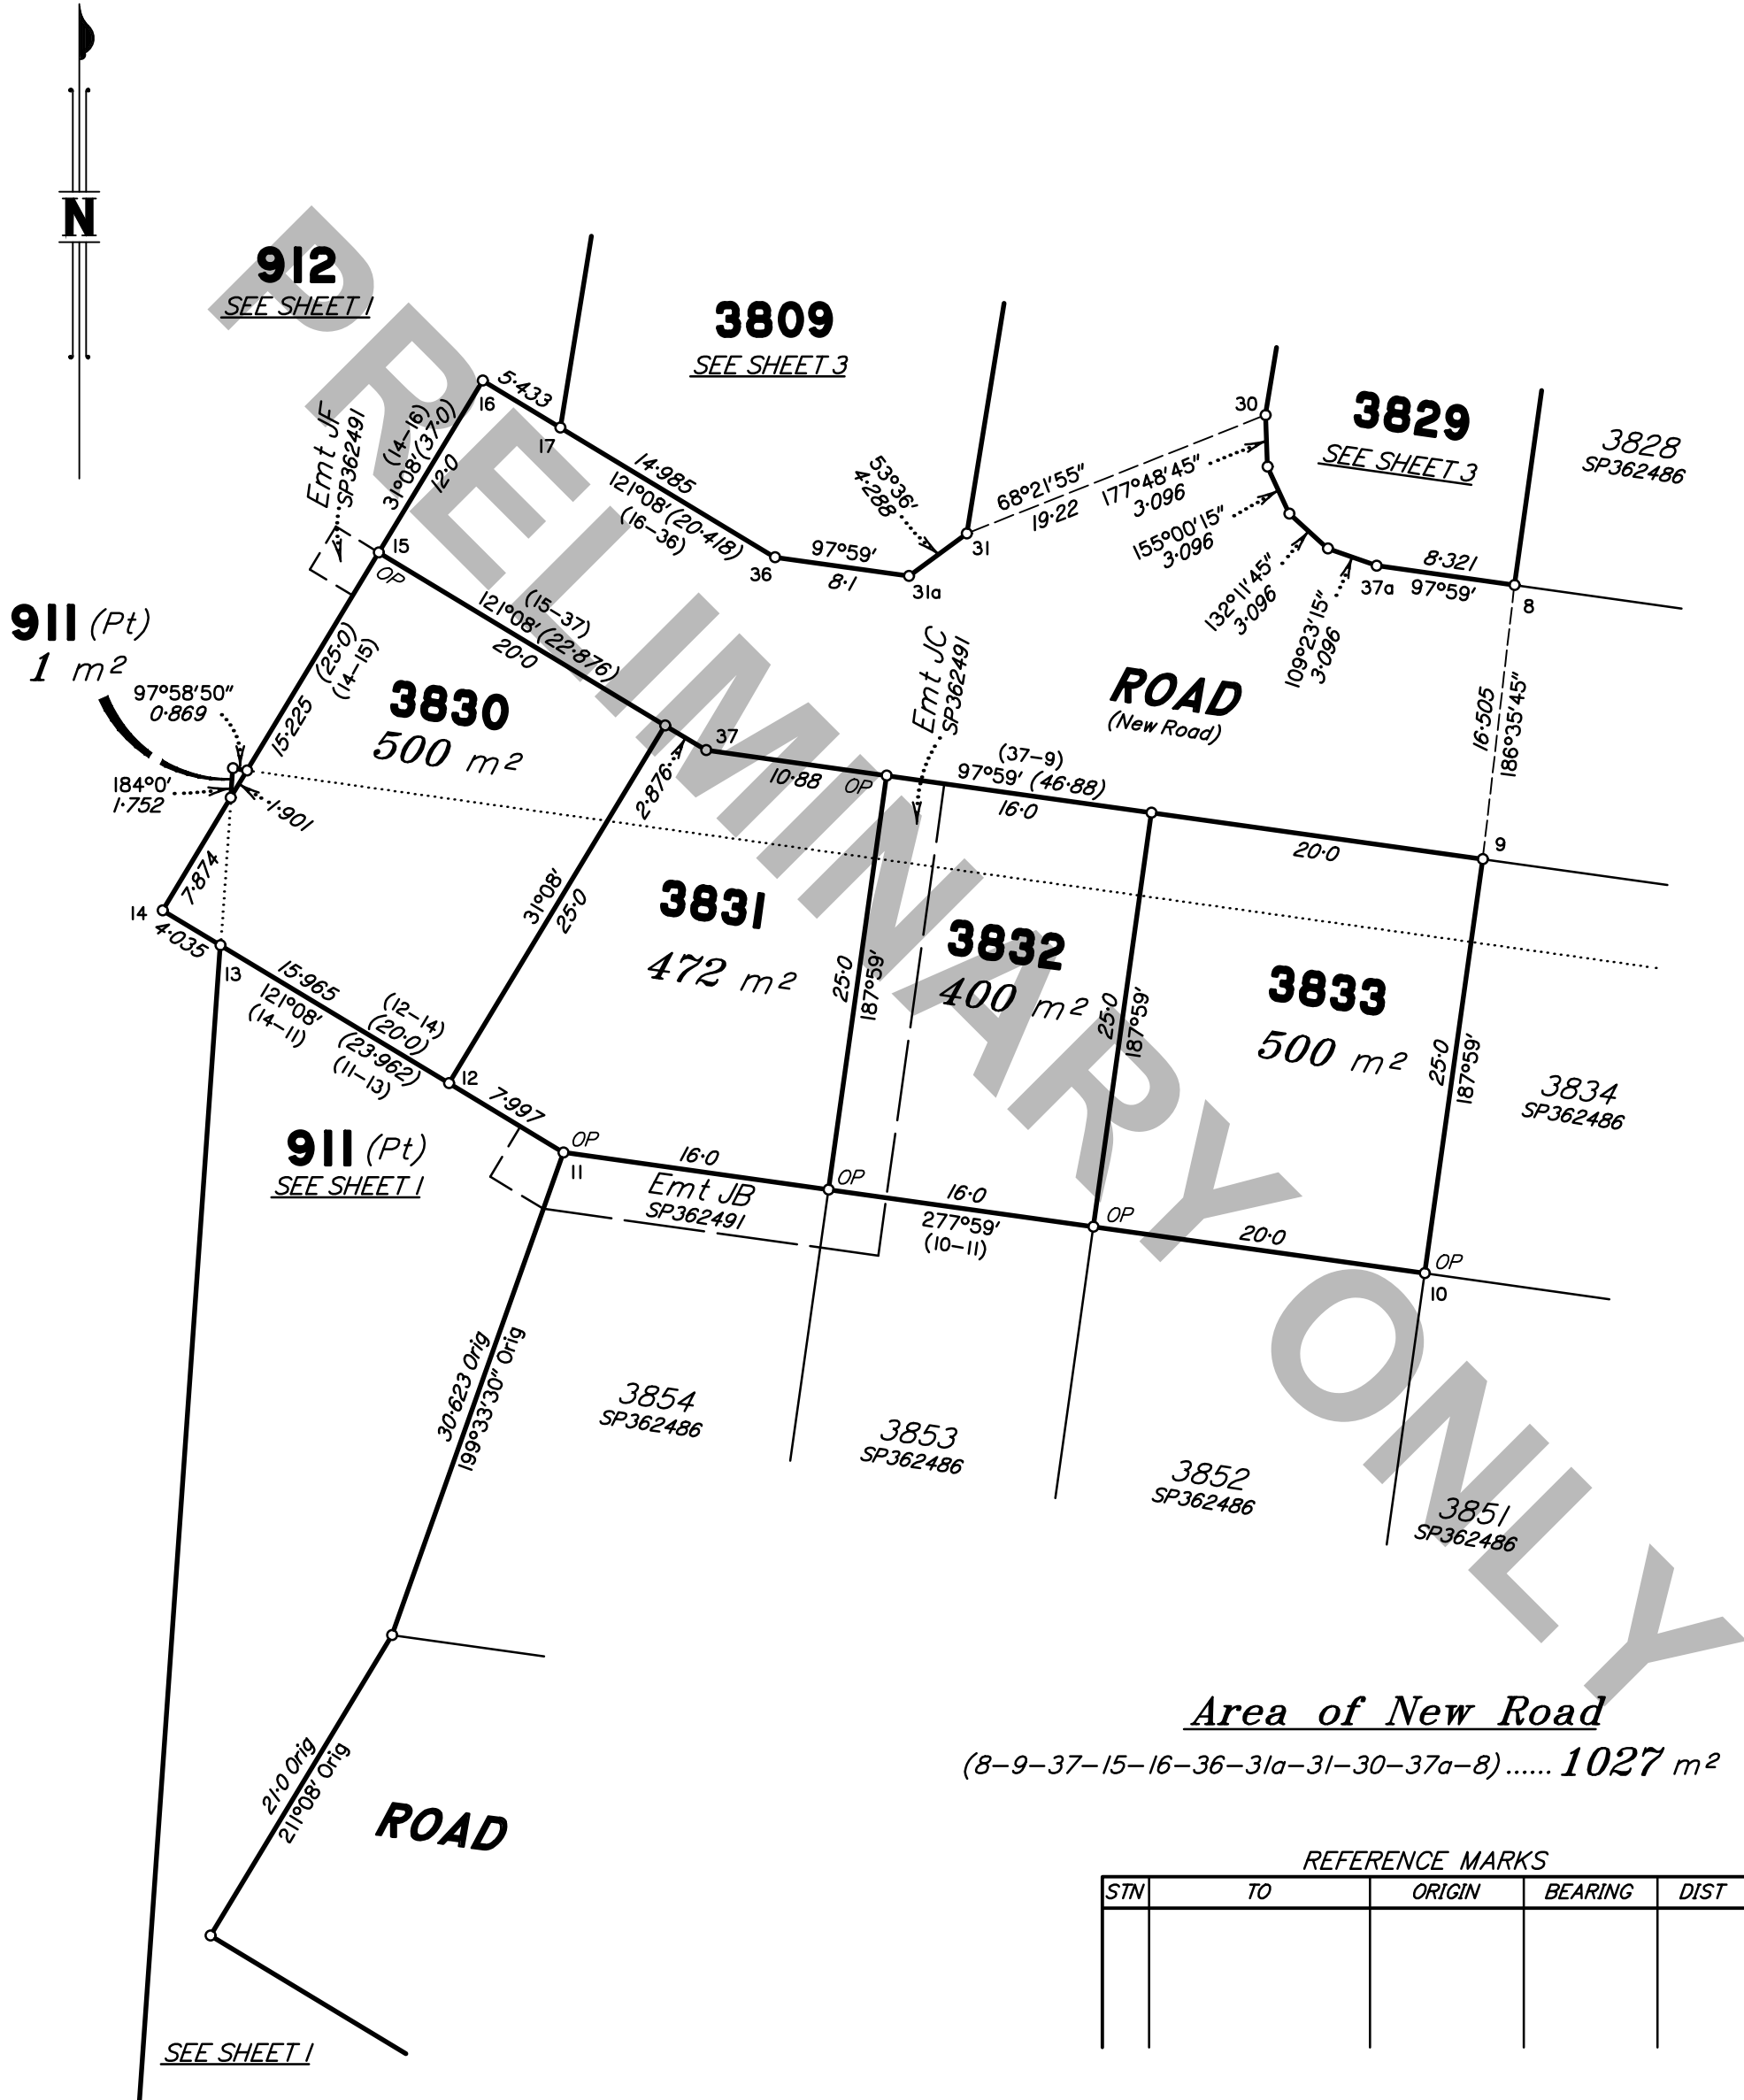 N
912
SEE SHEET 1
3809
SEE SHEET 3
3829
SEE SHEET 3
3828
SP362486
30
16
5·433
17
Emt JF
SP362491
(14–16)
31°08′ (37·0)
12·0
14·985
121°08′ (20·418)
(16–36)
53°36′
4·288
68°21′55″
19·22
177°48′45″
3·096
155°00′15″
3·096
132°11′45″
3·096
109°23′15″
3·096
31
36
97°59′
8·1
31a
37a
8·321
97°59′
8
15
OP
911 (Pt)
1 m²
97°58′50″
0·869
184°0′
1·752
1·901
15·225
(25·0)
(14–15)
(15–37)
121°08′ (22·876)
20·0
3830
500 m²
Emt JC
SP362491
ROAD
(New Road)
16·505
186°35′45″
37
2·876
10·88
OP
(37–9)
97°59′ (46·88)
16·0
20·0
9
7·874
14
4·035
13
31°08′
25·0
3831
472 m²
25·0
187°59′
3832
400 m²
25·0
187°59′
3833
500 m²
25·0
187°59′
3834
SP362486
15·965
121°08′
(14–11)
(12–14)
(20·0)
(23·962)
(11–13)
12
7·997
911 (Pt)
SEE SHEET 1
OP
11
16·0
Emt JB
SP362491
OP
16·0
277°59′
(10–11)
OP
20·0
OP
10
30·623 Orig
199°33′30″ Orig
3854
SP362486
3853
SP362486
3852
SP362486
3851
SP362486
21·0 Orig
211°08′ Orig
ROAD
SEE SHEET 1
PRELIMINARY ONLY
Area of New Road
(8–9–37–15–16–36–31a–31–30–37a–8) ...... 1027 m²
REFERENCE MARKS
STN TO ORIGIN BEARING DIST